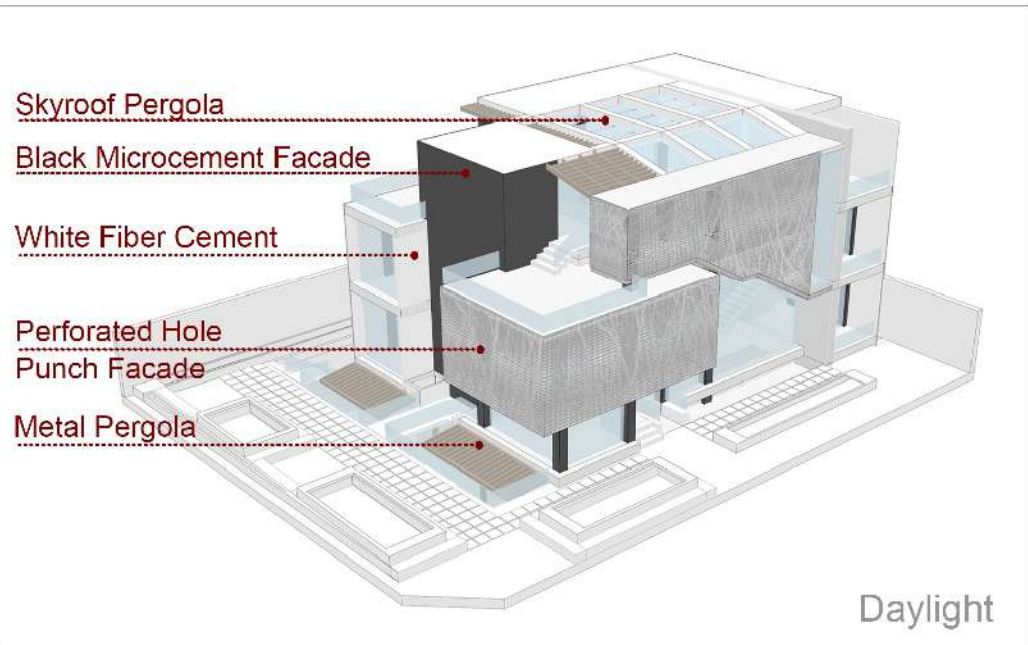 Skyroof Pergola
Black Microcement Facade
White Fiber Cement
Perforated Hole
Punch Facade
Metal Pergola
Daylight